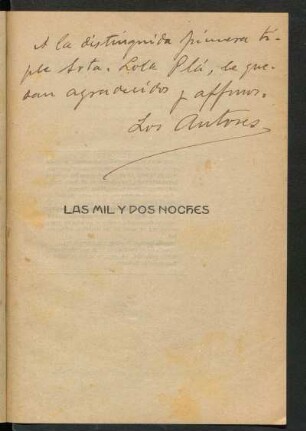 A la distinguida primera ti-
ple Srta. Lola Plá, le que-
dan agradecidos y affmos.
Los Autores
LAS MIL Y DOS NOCHES